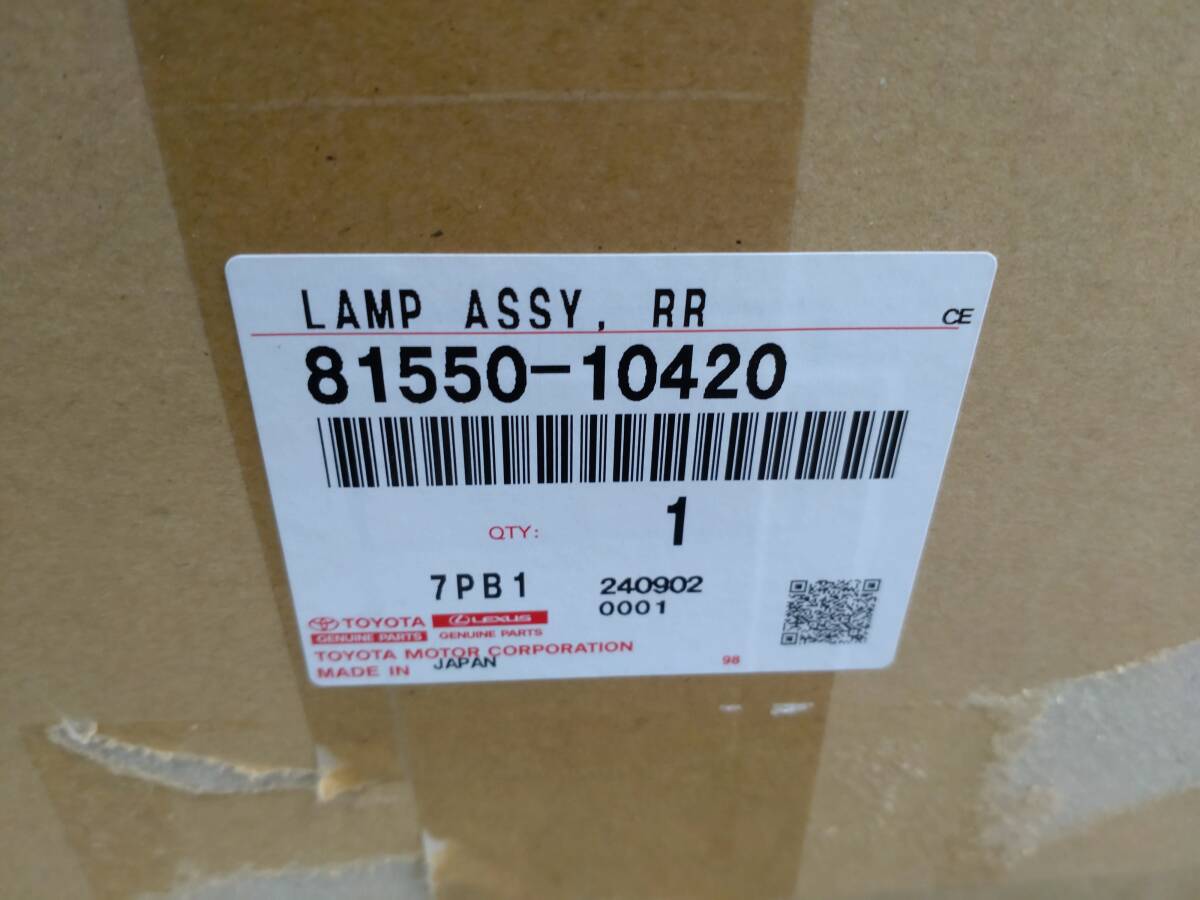 LAMP ASSY, RR
CE
81550-10420
QTY: 1
7PB1 240902
0001
TOYOTA LEXUS
GENUINE PARTS GENUINE PARTS
TOYOTA MOTOR CORPORATION
MADE IN JAPAN
98